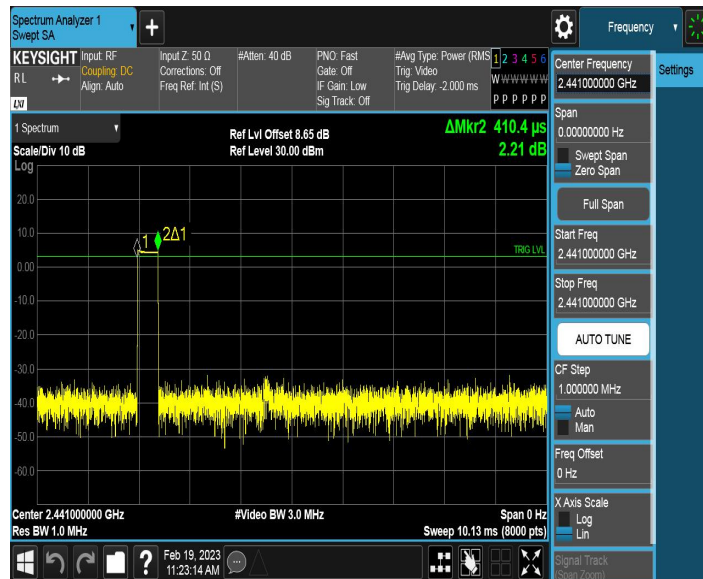 Spectrum Analyzer 1
Swept SA
Frequency
KEYSIGHT
Input: RF
Input Z: 50 Ω
#Atten: 40 dB
PNO: Fast
#Avg Type: Power (RMS
1 2 3 4 5 6
RL
Coupling: DC
Corrections: Off
Gate: Off
Trig: Video
W W W W W W
Align: Auto
Freq Ref: Int (S)
IF Gain: Low
Trig Delay: -2.000 ms
Sig Track: Off
P P P P P P
LXI
1 Spectrum
Ref Lvl Offset 8.65 dB
ΔMkr2 410.4 μs
Scale/Div 10 dB
Ref Level 30.00 dBm
2.21 dB
Log
20.0
10.0
0.00
-10.0
-20.0
-30.0
-40.0
-50.0
-60.0
1
2Δ1
TRIG LVL
Center 2.441000000 GHz
#Video BW 3.0 MHz
Span 0 Hz
Res BW 1.0 MHz
Sweep 10.13 ms (8000 pts)
Feb 19, 2023
11:23:14 AM
?
Center Frequency
2.441000000 GHz
Settings
Span
0.00000000 Hz
Swept Span
Zero Span
Full Span
Start Freq
2.441000000 GHz
Stop Freq
2.441000000 GHz
AUTO TUNE
CF Step
1.000000 MHz
Auto
Man
Freq Offset
0 Hz
X Axis Scale
Log
Lin
Signal Track
(Span Zoom)